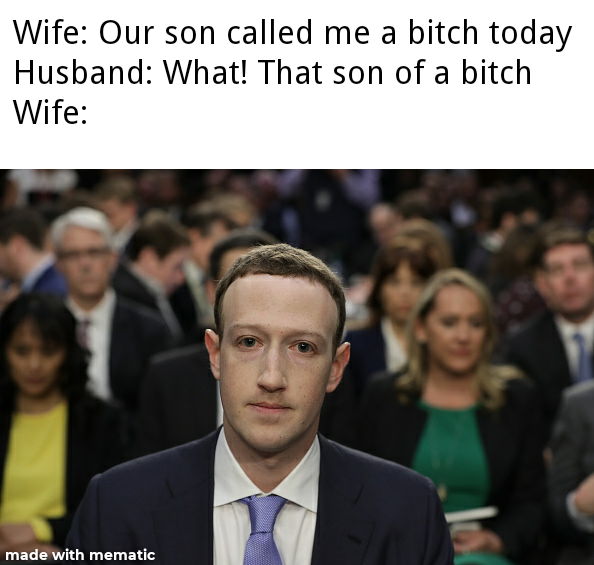 Wife: Our son called me a bitch today
Husband: What! That son of a bitch
Wife:
made with mematic